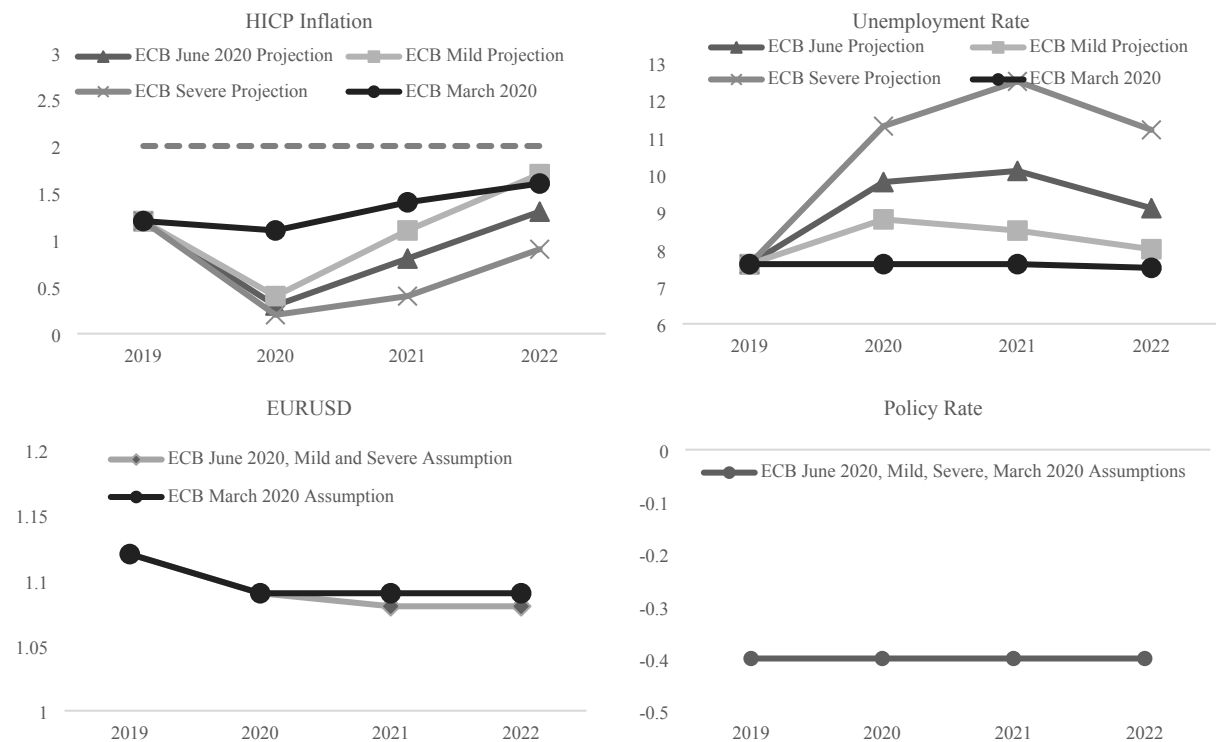 HICP Inflation
ECB June 2020 Projection ECB Mild Projection
ECB Severe Projection ECB March 2020
3
2.5
2
1.5
1
0.5
0
2019 2020 2021 2022
Unemployment Rate
ECB June Projection ECB Mild Projection
ECB Severe Projection ECB March 2020
13
12
11
10
9
8
7
6
2019 2020 2021 2022
EURUSD
ECB June 2020, Mild and Severe Assumption
ECB March 2020 Assumption
1.2
1.15
1.1
1.05
1
2019 2020 2021 2022
Policy Rate
ECB June 2020, Mild, Severe, March 2020 Assumptions
0
-0.1
-0.2
-0.3
-0.4
-0.5
2019 2020 2021 2022